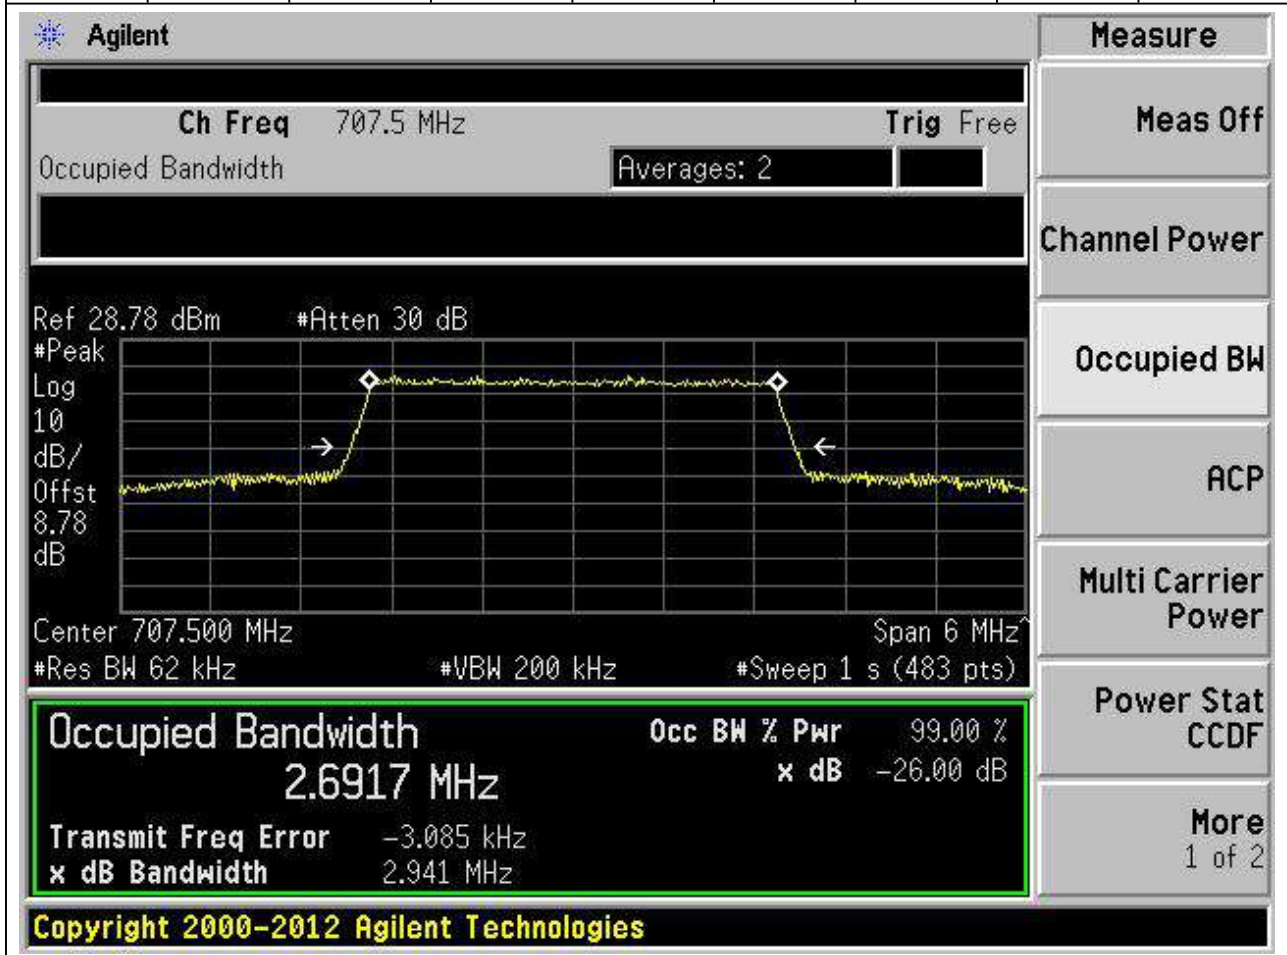 Agilent
Measure
Ch Freq 707.5 MHz Trig Free
Meas Off
Occupied Bandwidth Averages: 2
Channel Power
Ref 28.78 dBm #Atten 30 dB
#Peak
Log
10
dB/
Offst
8.78
dB
Occupied BW
ACP
Multi Carrier
Power
Center 707.500 MHz Span 6 MHz^
#Res BW 62 kHz #VBW 200 kHz #Sweep 1 s (483 pts)
Power Stat
CCDF
Occupied Bandwidth
2.6917 MHz
Occ BW % Pwr 99.00 %
x dB -26.00 dB
Transmit Freq Error -3.085 kHz
x dB Bandwidth 2.941 MHz
More
1 of 2
Copyright 2000-2012 Agilent Technologies